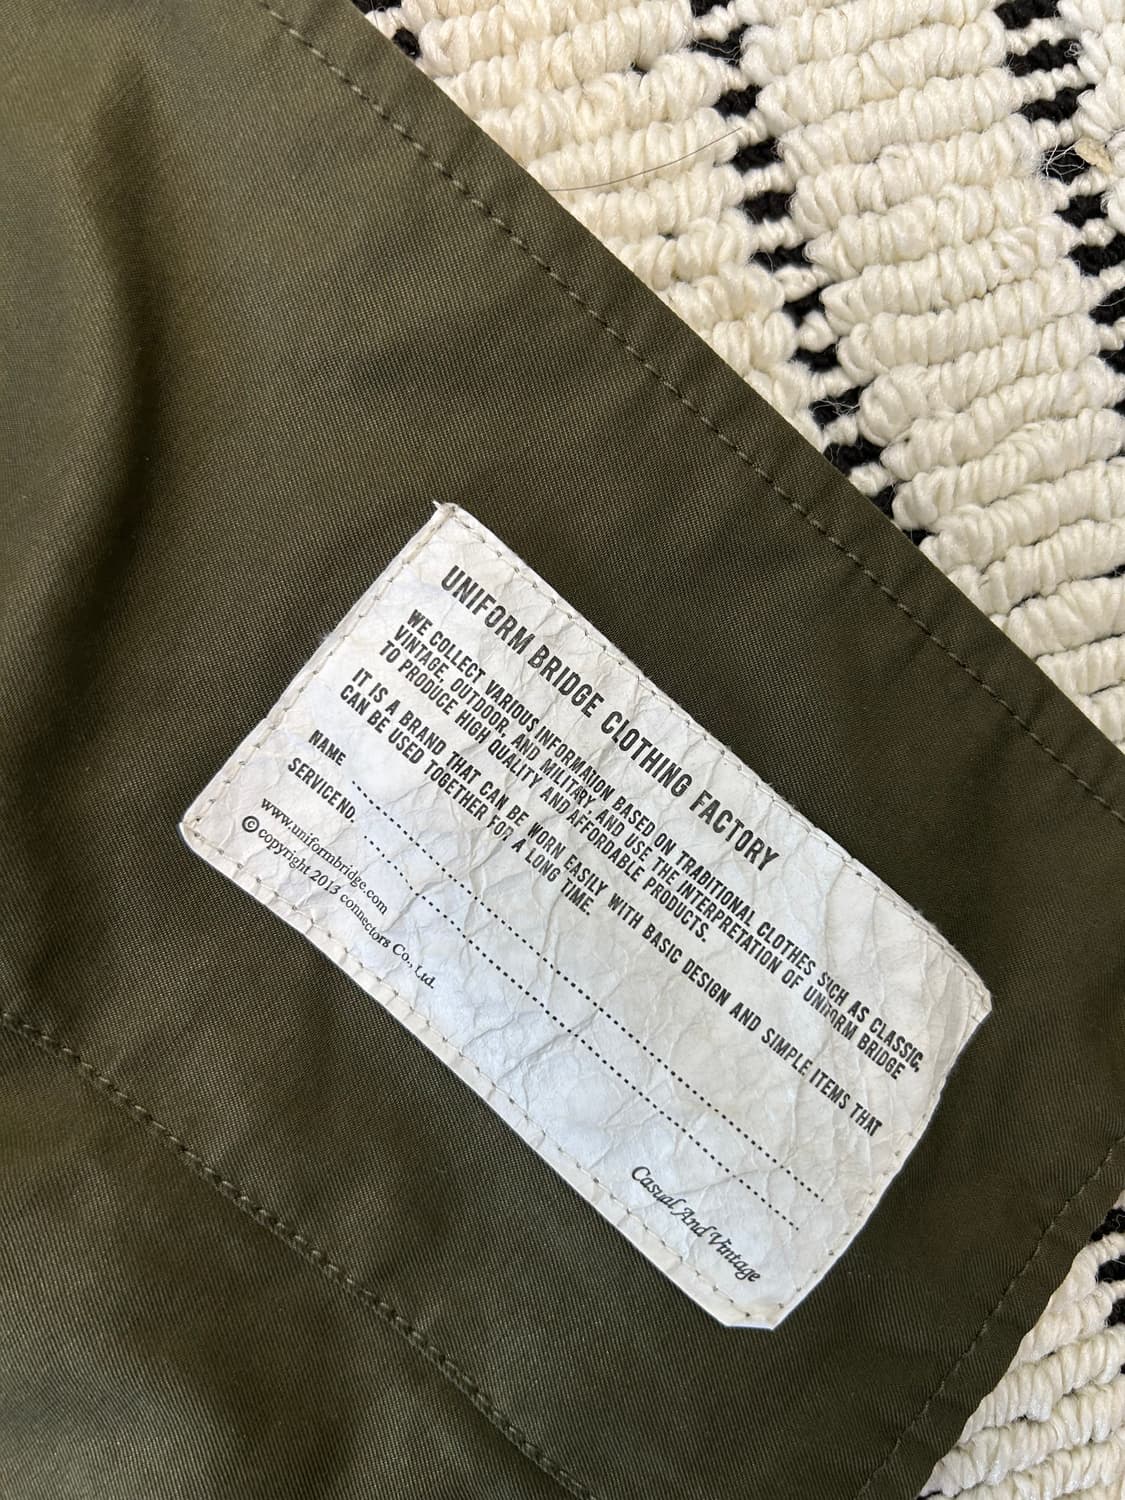 UNIFORM BRIDGE CLOTHING FACTORY
WE COLLECT VARIOUS INFORMATION BASED ON TRADITIONAL CLOTHES SUCH AS CLASSIC,
VINTAGE, OUTDOOR, AND MILITARY, AND USE THE INTERPRETATION OF UNIFORM BRIDGE
TO PRODUCE HIGH QUALITY AND AFFORDABLE PRODUCTS.
IT IS A BRAND THAT CAN BE WORN EASILY WITH BASIC DESIGN AND SIMPLE ITEMS THAT
CAN BE USED TOGETHER FOR A LONG TIME.
NAME
SERVICE NO.
www.uniformbridge.com
© copyright 2013 connectors Co., Ltd.
Casual And Vintage